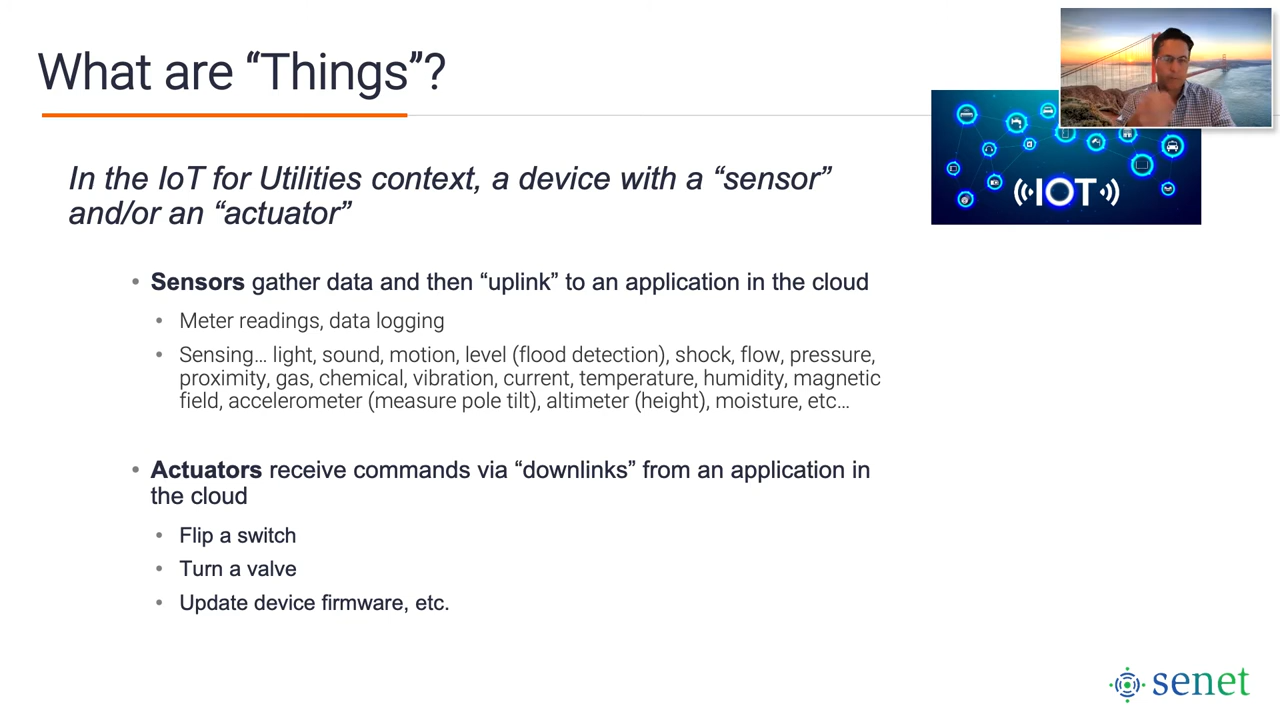 What are “Things”?
In the IoT for Utilities context, a device with a “sensor”
and/or an “actuator”
• Sensors gather data and then “uplink” to an application in the cloud
• Meter readings, data logging
• Sensing… light, sound, motion, level (flood detection), shock, flow, pressure,
proximity, gas, chemical, vibration, current, temperature, humidity, magnetic
field, accelerometer (measure pole tilt), altimeter (height), moisture, etc…
• Actuators receive commands via “downlinks” from an application in
the cloud
• Flip a switch
• Turn a valve
• Update device firmware, etc.
IOT
senet